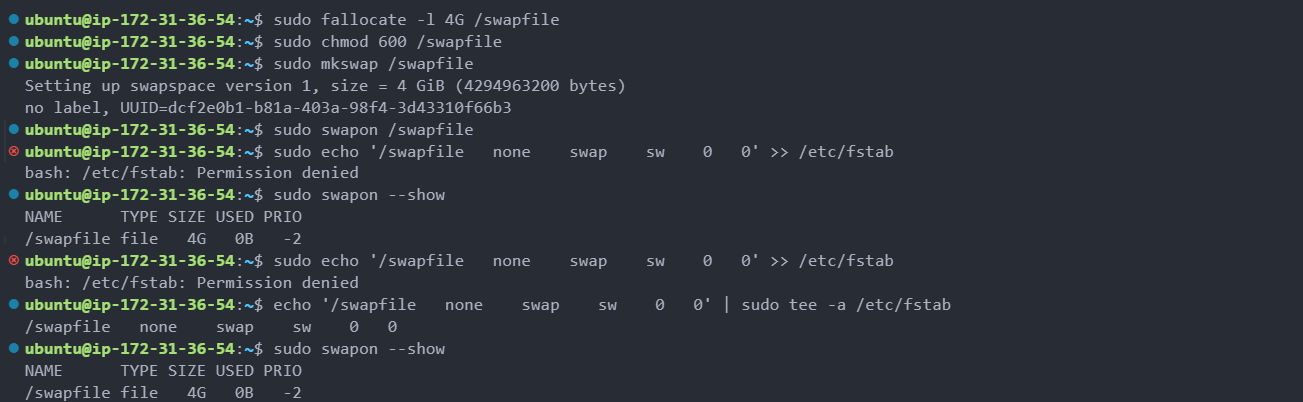 ubuntu@ip-172-31-36-54:~$ sudo fallocate -l 4G /swapfile
ubuntu@ip-172-31-36-54:~$ sudo chmod 600 /swapfile
ubuntu@ip-172-31-36-54:~$ sudo mkswap /swapfile
Setting up swapspace version 1, size = 4 GiB (4294963200 bytes)
no label, UUID=dcf2e0b1-b81a-403a-98f4-3d43310f66b3
ubuntu@ip-172-31-36-54:~$ sudo swapon /swapfile
ubuntu@ip-172-31-36-54:~$ sudo echo '/swapfile   none    swap    sw    0   0' >> /etc/fstab
bash: /etc/fstab: Permission denied
ubuntu@ip-172-31-36-54:~$ sudo swapon --show
NAME      TYPE SIZE USED PRIO
/swapfile file   4G   0B   -2
ubuntu@ip-172-31-36-54:~$ sudo echo '/swapfile   none    swap    sw    0   0' >> /etc/fstab
bash: /etc/fstab: Permission denied
ubuntu@ip-172-31-36-54:~$ echo '/swapfile   none    swap    sw    0   0' | sudo tee -a /etc/fstab
/swapfile   none    swap    sw    0   0
ubuntu@ip-172-31-36-54:~$ sudo swapon --show
NAME      TYPE SIZE USED PRIO
/swapfile file   4G   0B   -2